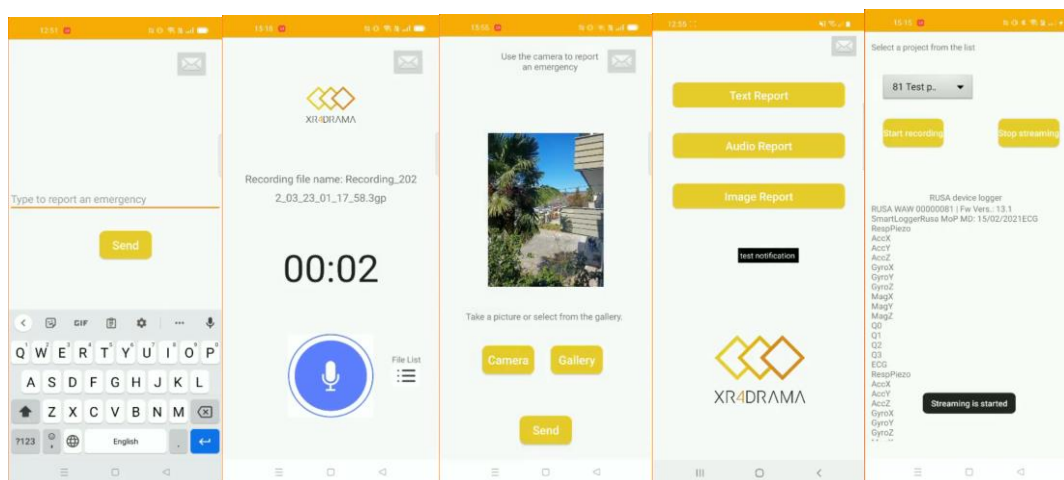 12:51
Type to report an emergency
Send
GIF
Q W E R T Y U I O P
A S D F G H J K L
Z X C V B N M
?123
English
15:15
XR4DRAMA
Recording file name: Recording_202
2_03_23_01_17_58.3gp
00:02
File List
Use the camera to report
an emergency
Take a picture or select from the gallery.
Camera
Gallery
Send
Text Report
Audio Report
Image Report
test notification
XR4DRAMA
15:15
Select a project from the list
81 Test p..
Start recording
Stop streaming
RUSA device logger
RUSA WAW 00000081 | Fw Vers.: 13.1
SmartLoggerRusa MoP MD: 15/02/2021ECG
RespPiezo
AccX
AccY
AccZ
GyroX
GyroY
GyroZ
MagX
MagY
MagZ
Q0
Q1
Q2
Q3
ECG
RespPiezo
AccX
AccY
AccZ
GyroX
GyroY
GyroZ
Streaming is started